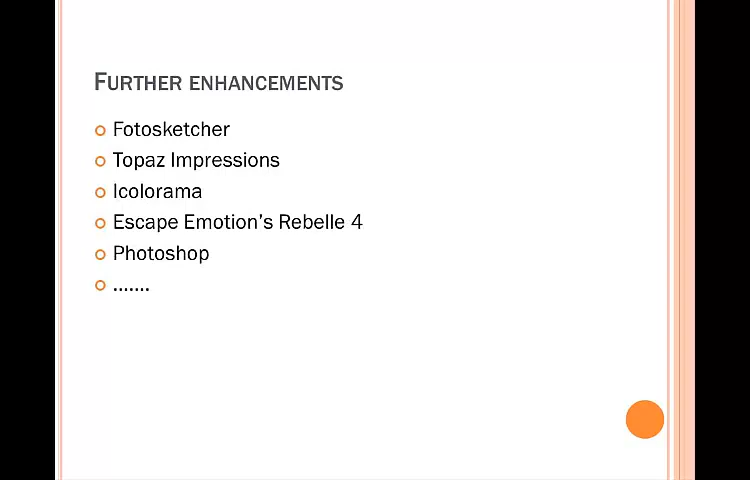 Further enhancements
Fotosketcher
Topaz Impressions
Icolorama
Escape Emotion's Rebelle 4
Photoshop
.......